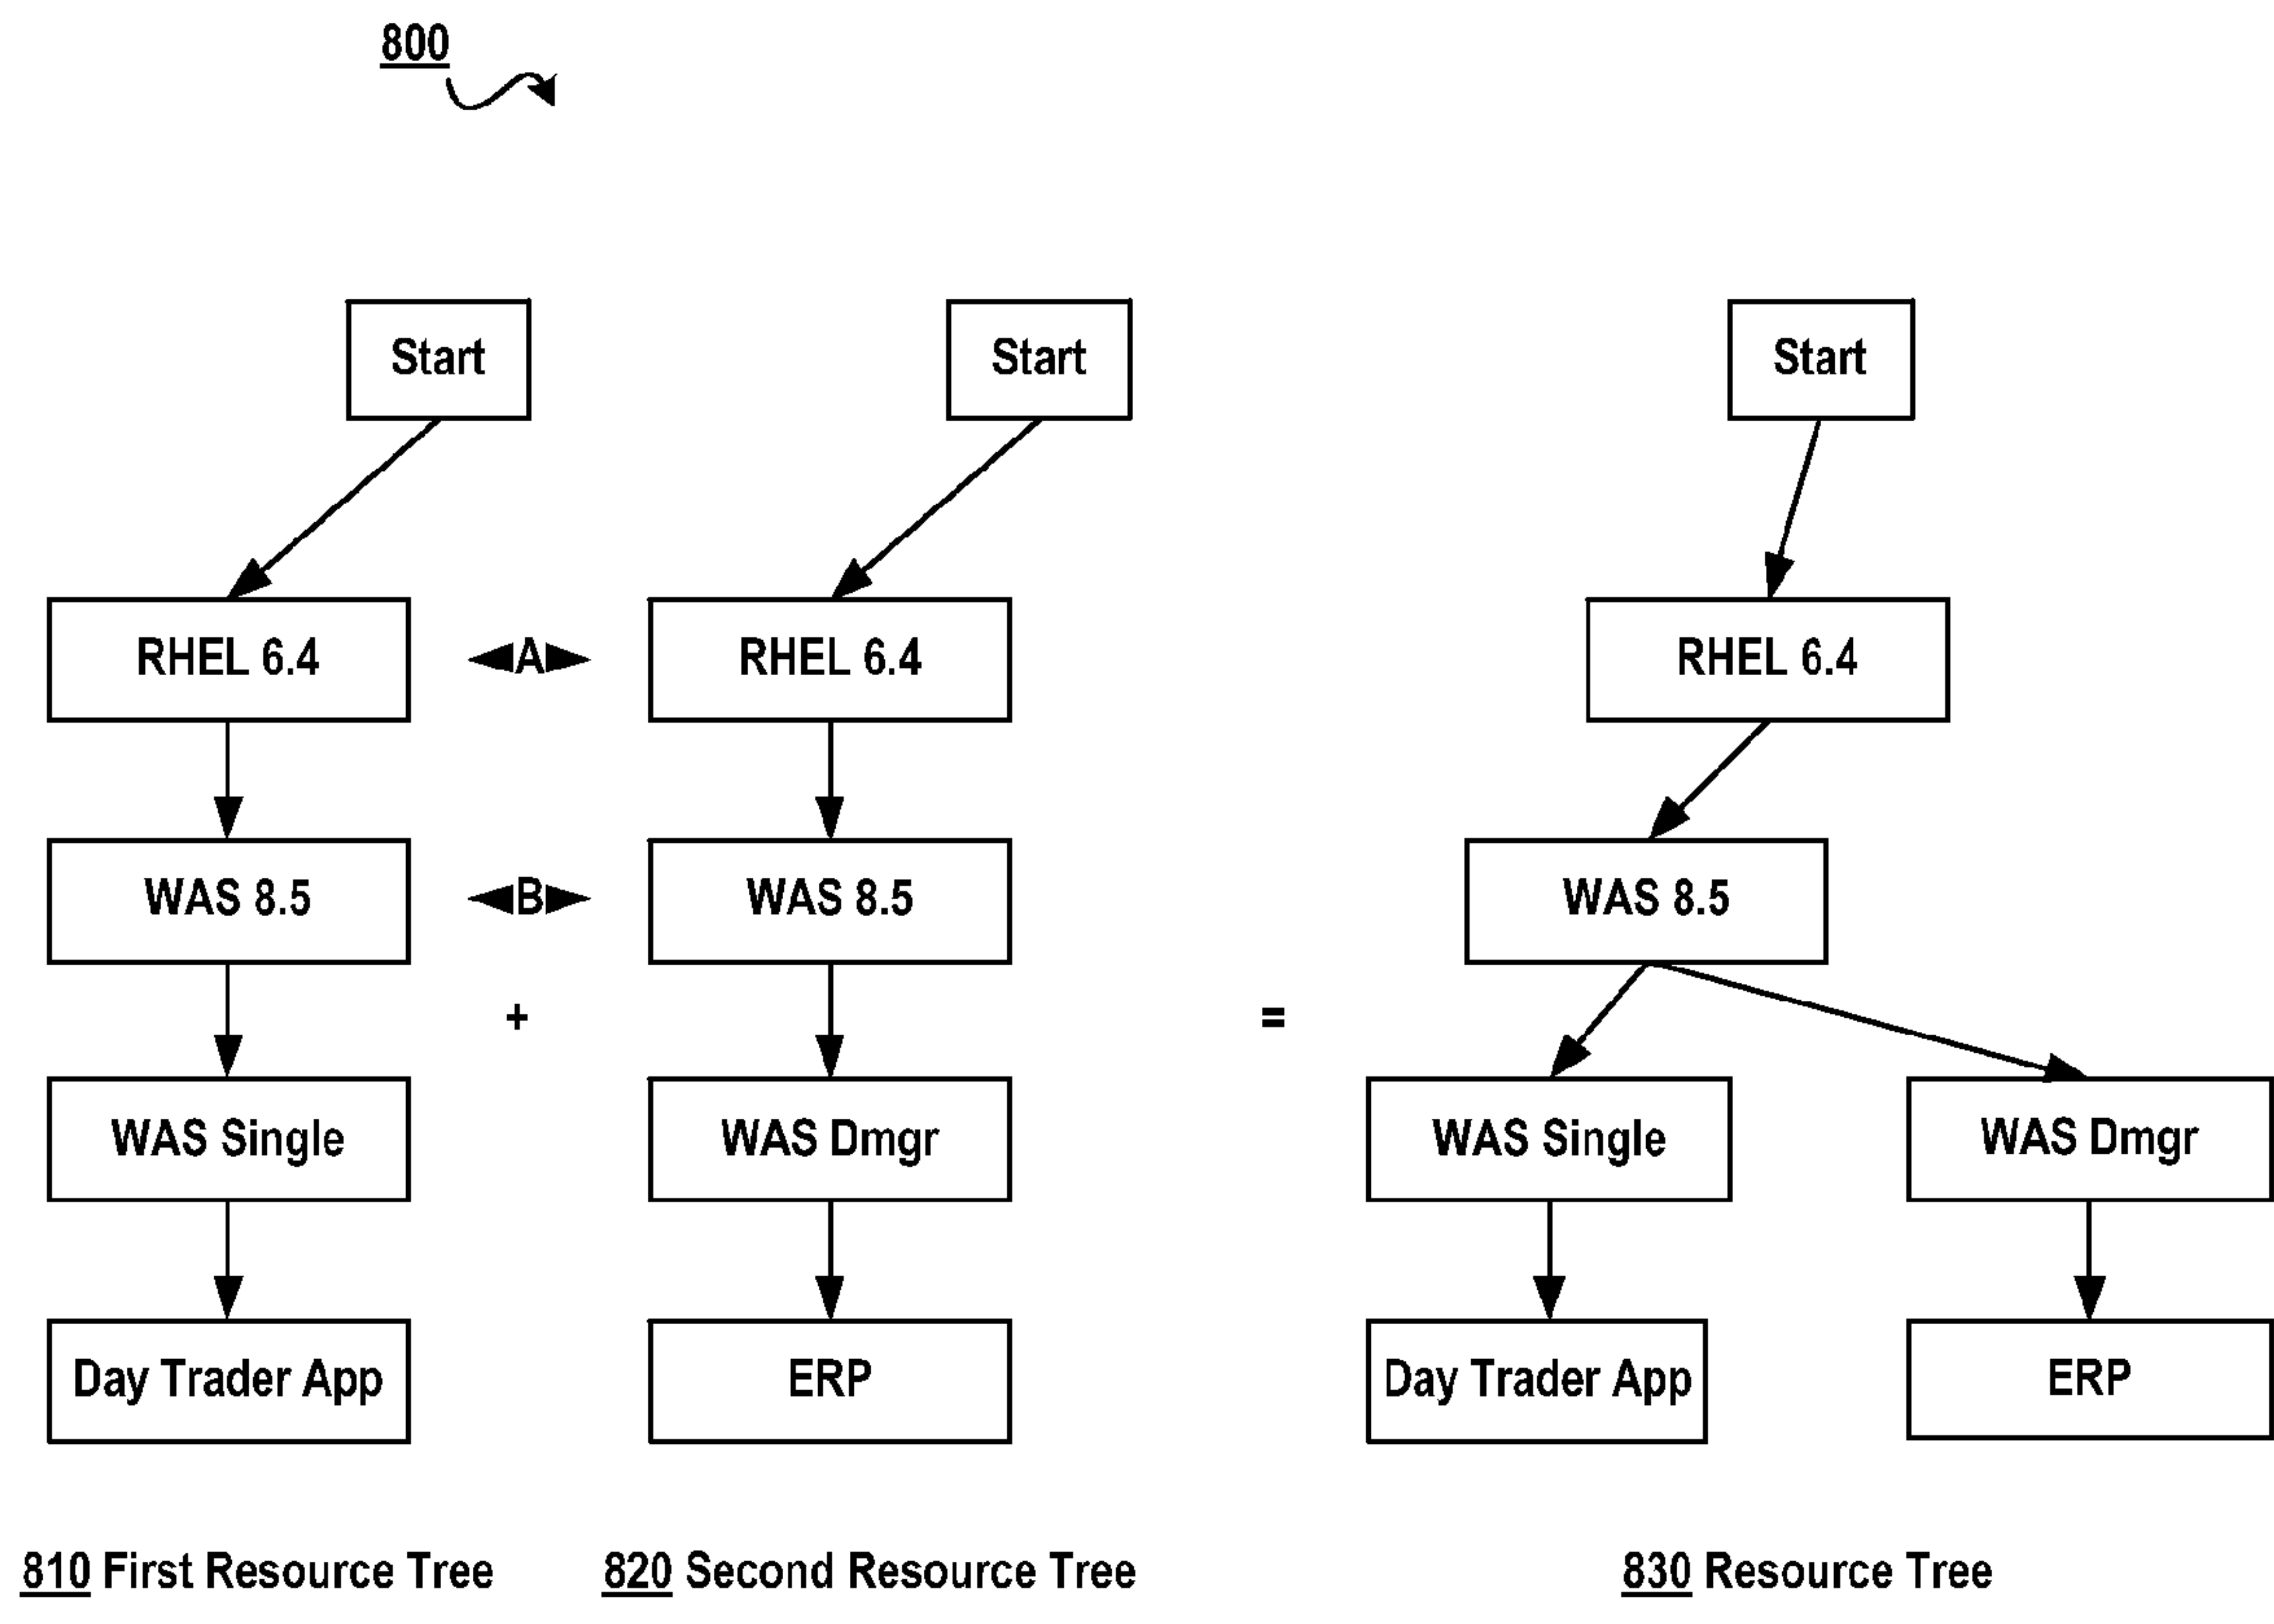 800
Start
Start
Start
RHEL 6.4
A
RHEL 6.4
RHEL 6.4
WAS 8.5
B
WAS 8.5
WAS 8.5
+
=
WAS Single
WAS Dmgr
WAS Single
WAS Dmgr
Day Trader App
ERP
Day Trader App
ERP
810 First Resource Tree
820 Second Resource Tree
830 Resource Tree